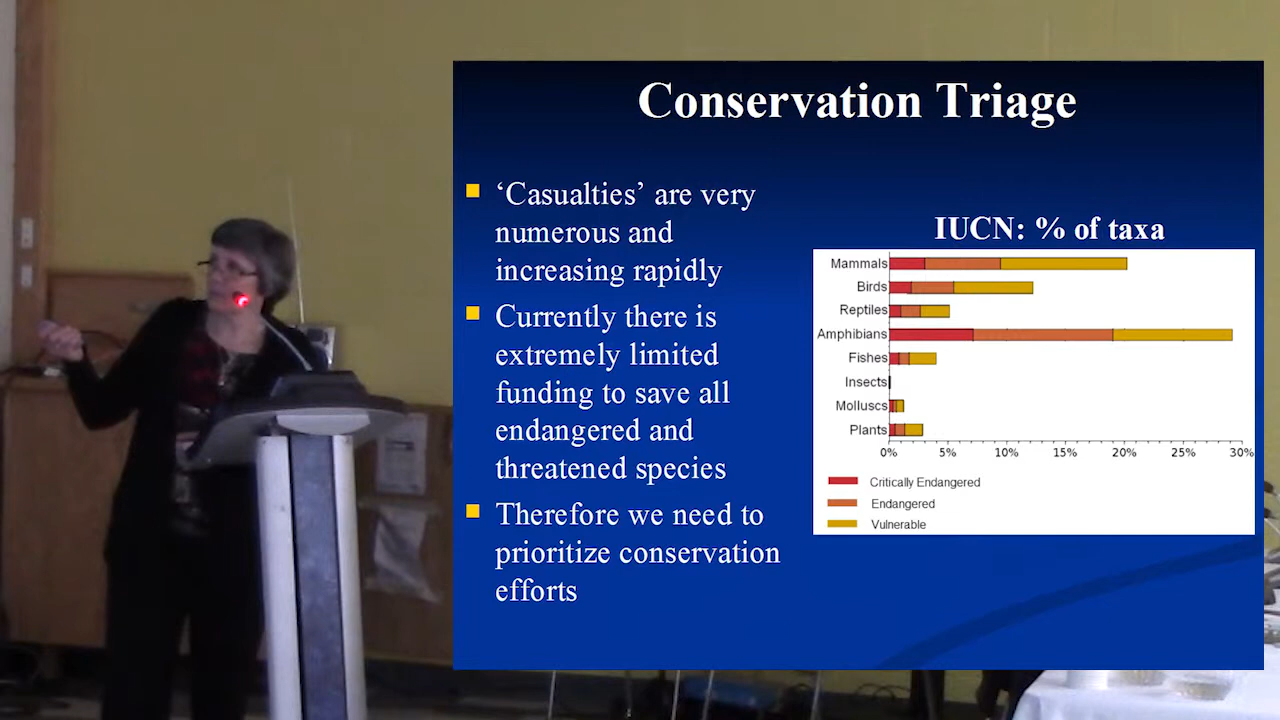 Conservation Triage
‘Casualties’ are very
numerous and
increasing rapidly
Currently there is
extremely limited
funding to save all
endangered and
threatened species
Therefore we need to
prioritize conservation
efforts
IUCN: % of taxa
Mammals
Birds
Reptiles
Amphibians
Fishes
Insects
Molluscs
Plants
0% 5% 10% 15% 20% 25% 30%
Critically Endangered
Endangered
Vulnerable